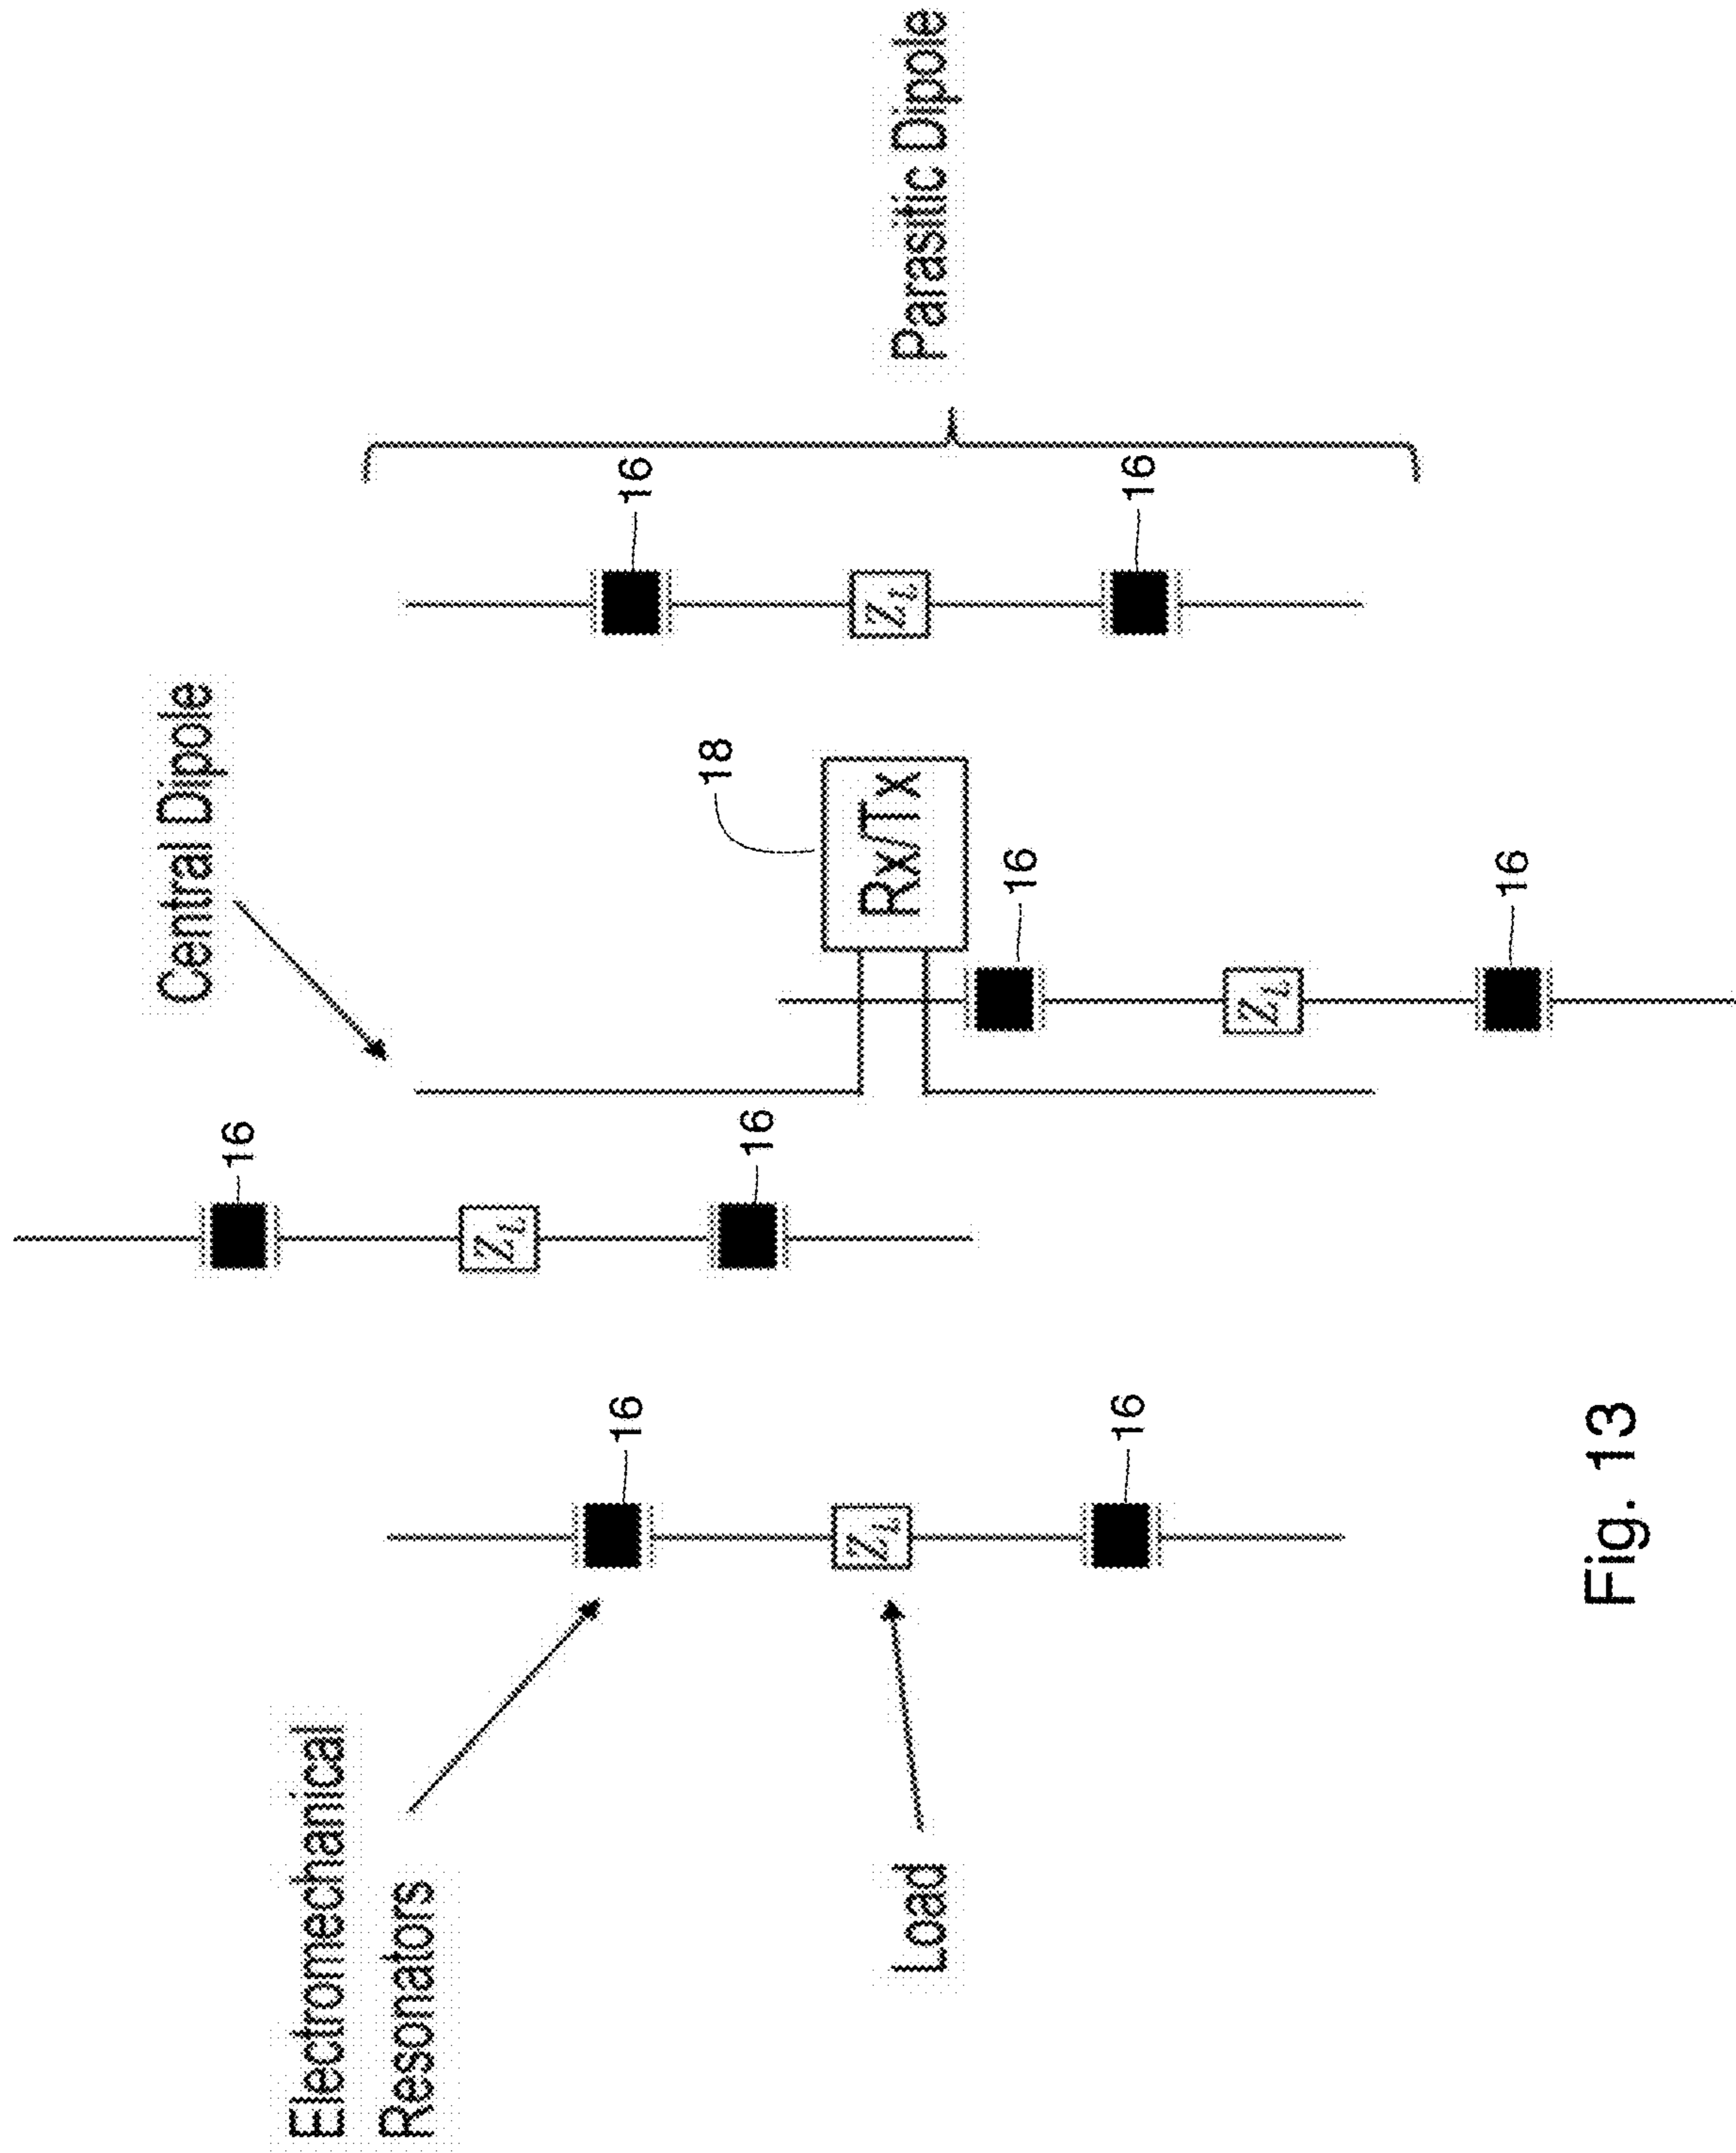 Central Dipole
Electromechanical
Resonators
16
16
16
18
Rx/Tx
Parasitic Dipole
Z_L
Z_L
Z_L
Load
16
16
16
Z_L
16
16
Fig. 13